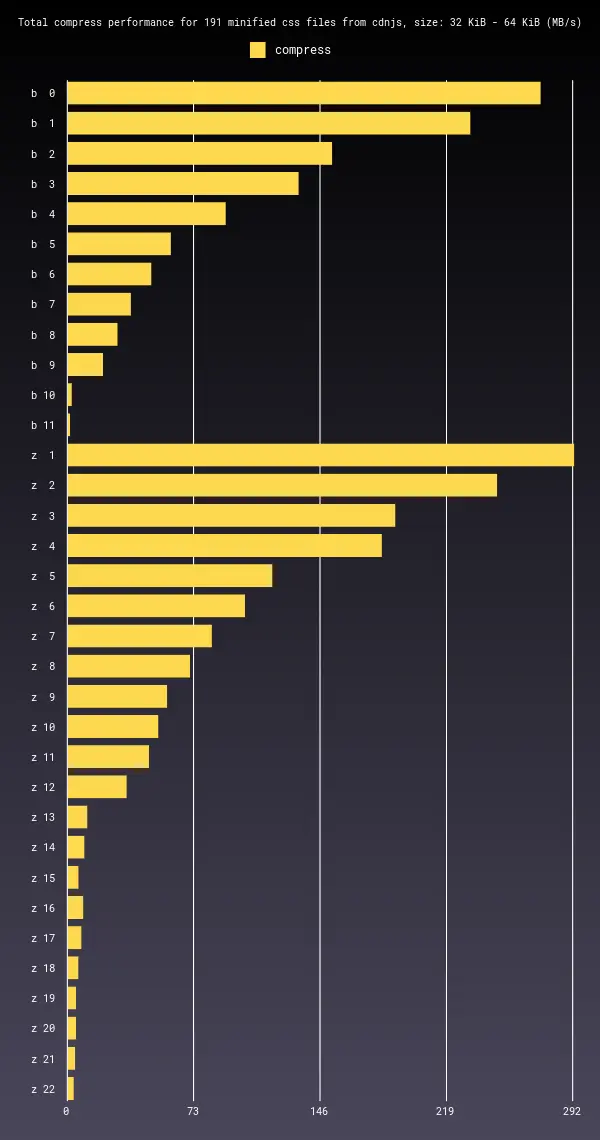 Total compress performance for 191 minified css files from cdnjs, size: 32 KiB - 64 KiB (MB/s)
compress
b 0
b 1
b 2
b 3
b 4
b 5
b 6
b 7
b 8
b 9
b 10
b 11
z 1
z 2
z 3
z 4
z 5
z 6
z 7
z 8
z 9
z 10
z 11
z 12
z 13
z 14
z 15
z 16
z 17
z 18
z 19
z 20
z 21
z 22
0 73 146 219 292